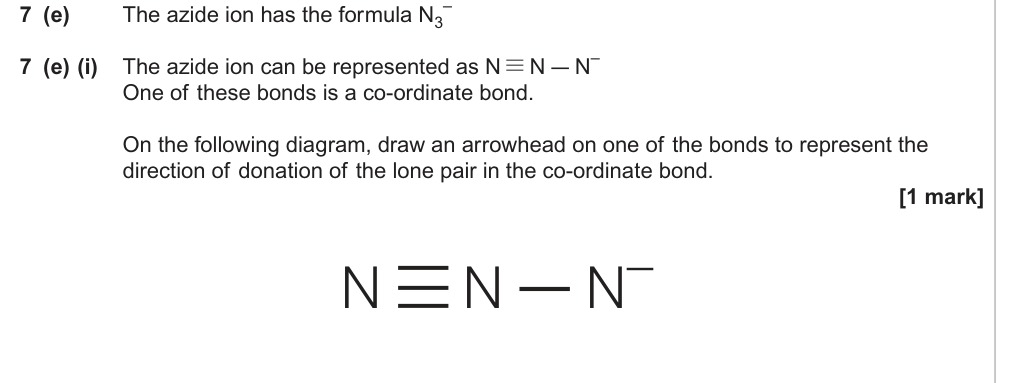 7 (e) The azide ion has the formula N₃⁻
7 (e) (i) The azide ion can be represented as N≡N—N⁻
One of these bonds is a co-ordinate bond.
On the following diagram, draw an arrowhead on one of the bonds to represent the
direction of donation of the lone pair in the co-ordinate bond.
[1 mark]
N≡N—N⁻